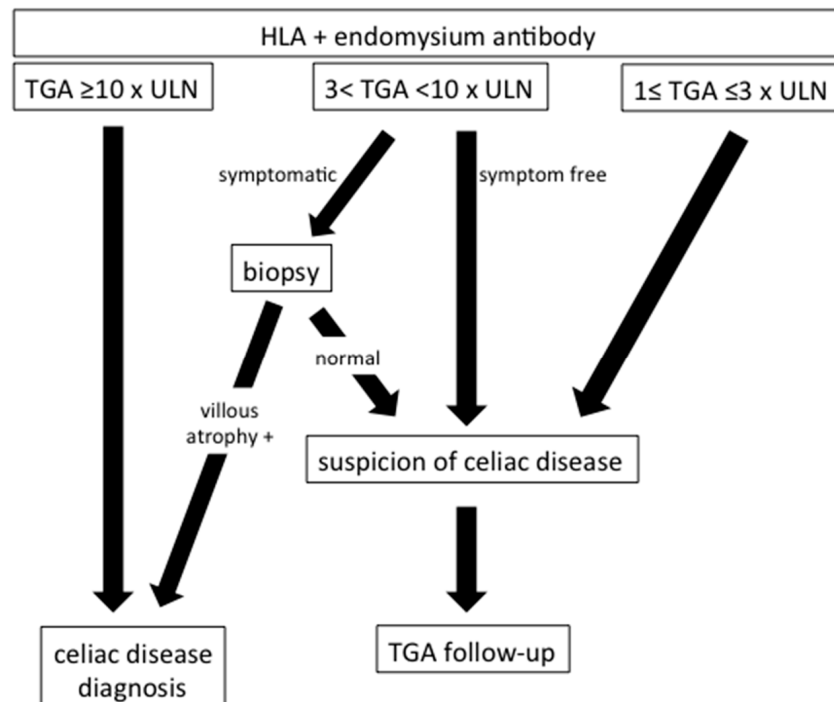 HLA + endomysium antibody
TGA ≥10 x ULN
3< TGA <10 x ULN
1≤ TGA ≤3 x ULN
symptomatic
symptom free
biopsy
normal
villous
atrophy +
suspicion of celiac disease
celiac disease
diagnosis
TGA follow-up